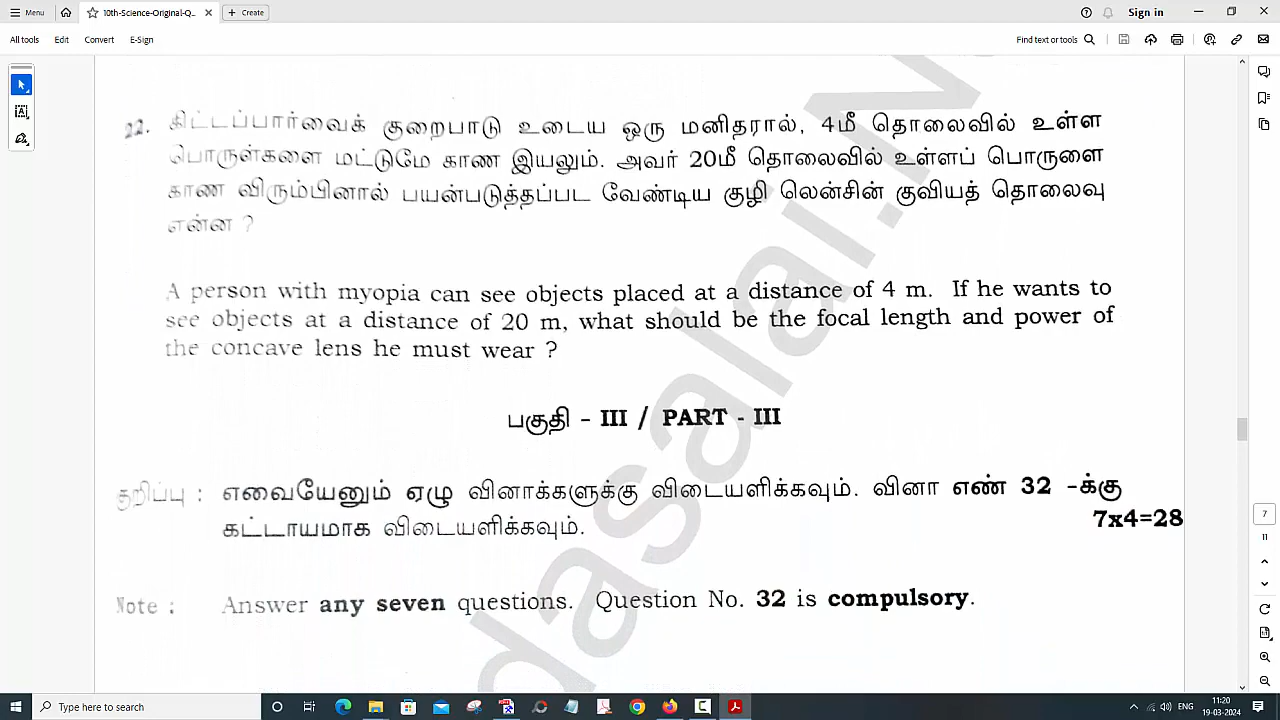 Menu
10th-Science-Original-Q...
Create
Sign in
All tools Edit Convert E-Sign
Find text or tools
22. கிட்டப்பார்வைக் குறைபாடு உடைய ஒரு மனிதரால், 4மீ தொலைவில் உள்ள
பொருள்களை மட்டுமே காண இயலும். அவர் 20மீ தொலைவில் உள்ளப் பொருளை
காண விரும்பினால் பயன்படுத்தப்பட வேண்டிய குழி லென்சின் குவியத் தொலைவு
என்ன ?
A person with myopia can see objects placed at a distance of 4 m. If he wants to
see objects at a distance of 20 m, what should be the focal length and power of
the concave lens he must wear ?
பகுதி - III / PART - III
குறிப்பு : எவையேனும் ஏழு வினாக்களுக்கு விடையளிக்கவும். வினா எண் 32 -க்கு
கட்டாயமாக விடையளிக்கவும்.
7x4=28
Note : Answer any seven questions. Question No. 32 is compulsory.
dasalai.N
7
11
Type here to search
ENG
11:20
19-03-2024